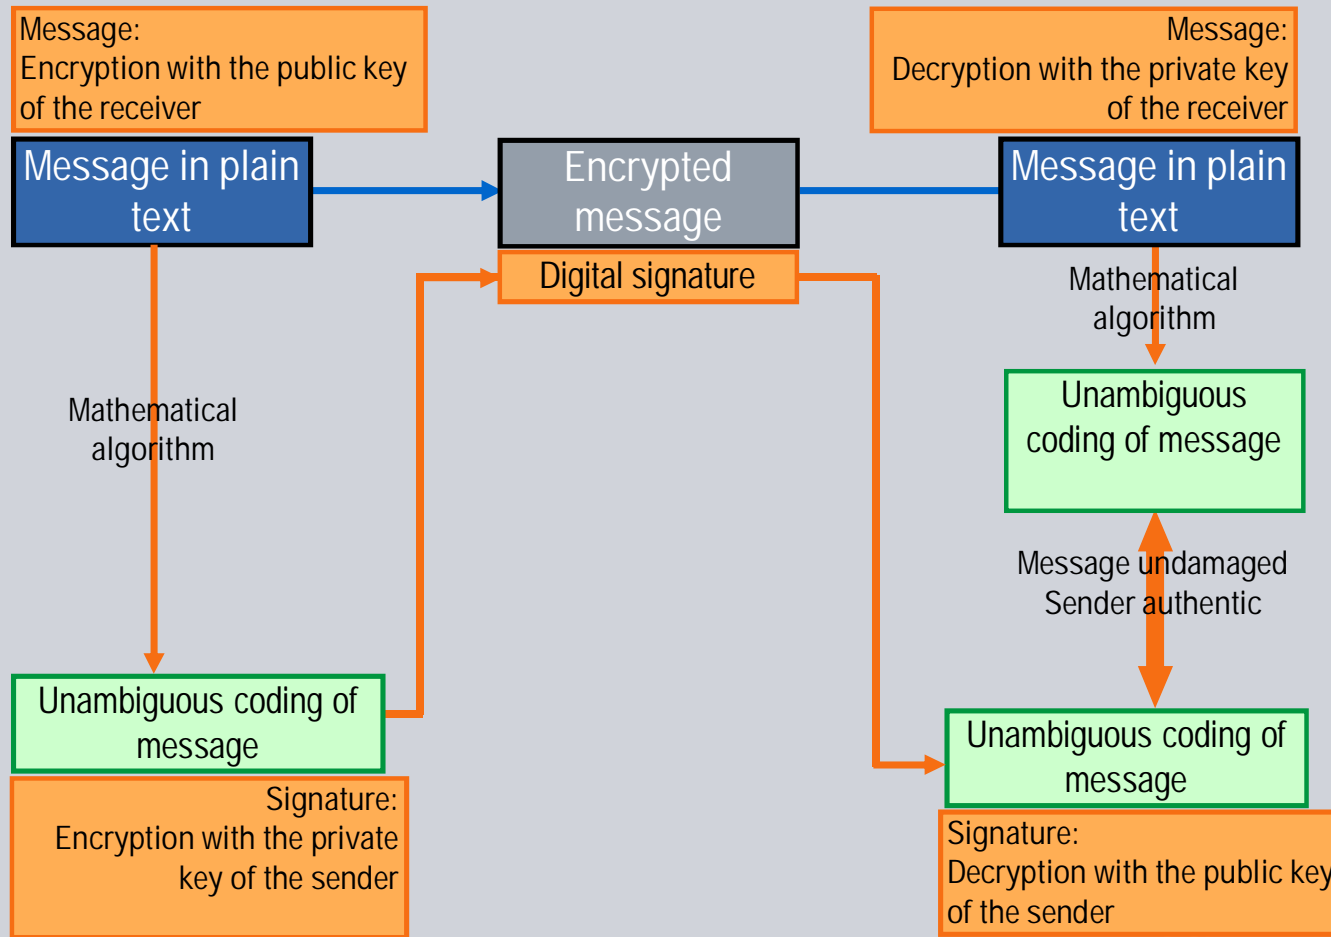 Message:
Encryption with the public key
of the receiver
Message:
Decryption with the private key
of the receiver
Message in plain
text
Encrypted
message
Message in plain
text
Digital signature
Mathematical
algorithm
Mathematical
algorithm
Unambiguous
coding of message
Message undamaged
Sender authentic
Unambiguous coding of
message
Unambiguous coding of
message
Signature:
Encryption with the private
key of the sender
Signature:
Decryption with the public key
of the sender